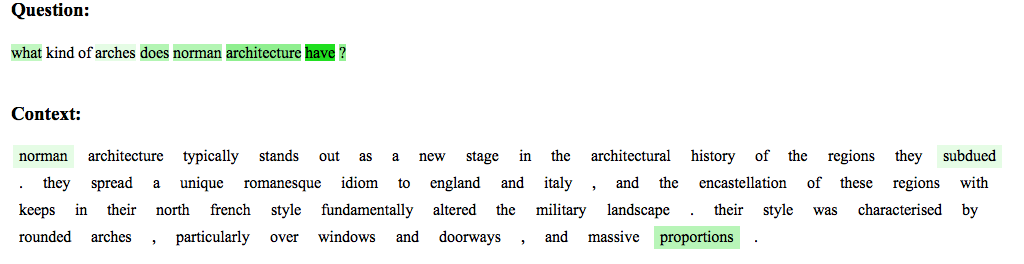 Question:
what kind of arches does norman architecture have ?
Context:
norman architecture typically stands out as a new stage in the architectural history of the regions they subdued
. they spread a unique romanesque idiom to england and italy , and the encastellation of these regions with
keeps in their north french style fundamentally altered the military landscape . their style was characterised by
rounded arches , particularly over windows and doorways , and massive proportions .